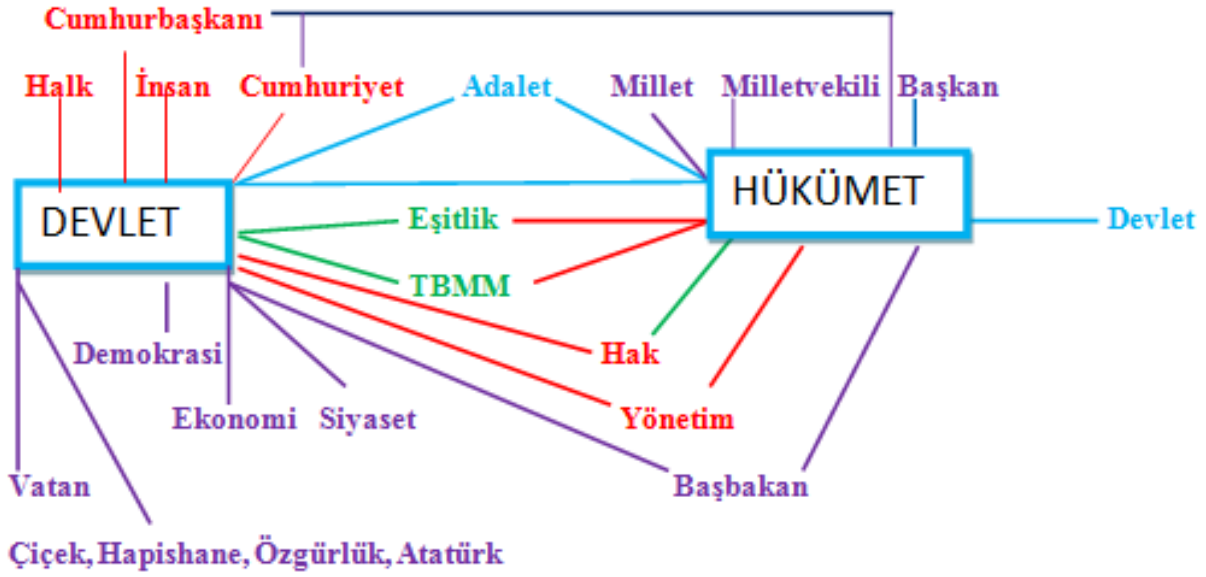 Cumhurbaşkanı
Halk İnsan Cumhuriyet Adalet Millet Milletvekili Başkan
DEVLET HÜKÜMET
Eşitlik Devlet
TBMM
Demokrasi Hak
Ekonomi Siyaset Yönetim
Vatan Başbakan
Çiçek, Hapishane, Özgürlük, Atatürk